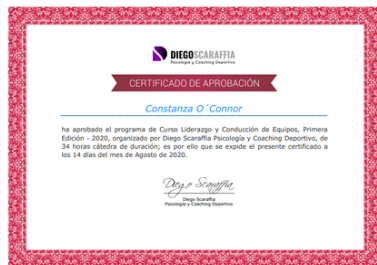 DIEGOSCARAFFIA
Psicología y Coaching Deportivo
CERTIFICADO DE APROBACIÓN
Constanza O´Connor
ha aprobado el programa de Curso Liderazgo y Conducción de Equipos, Primera
Edición - 2020, organizado por Diego Scaraffia Psicología y Coaching Deportivo, de
34 horas cátedra de duración; es por ello que se expide el presente certificado a
los 14 días del mes de Agosto de 2020.
Diego Scaraffia
Diego Scaraffia
Psicología y Coaching Deportivo